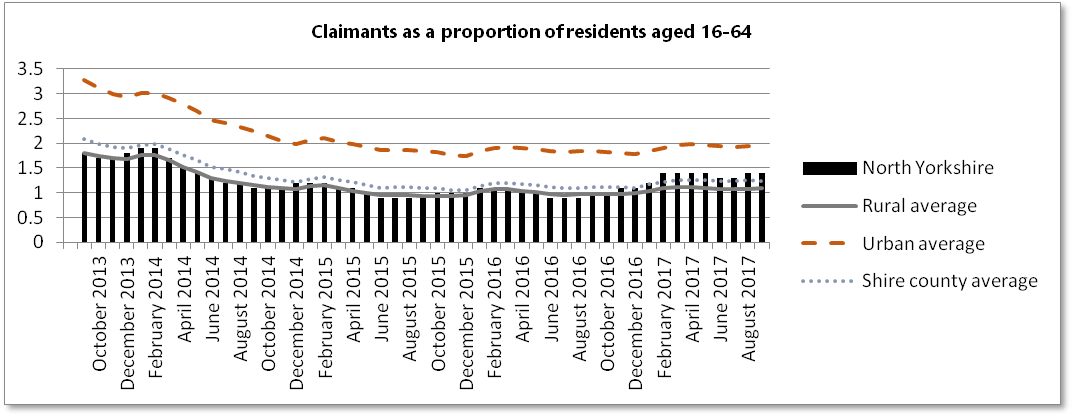 Claimants as a proportion of residents aged 16-64
3.5
3
2.5
2
1.5
1
0.5
0
October 2013
December 2013
February 2014
April 2014
June 2014
August 2014
October 2014
December 2014
February 2015
April 2015
June 2015
August 2015
October 2015
December 2015
February 2016
April 2016
June 2016
August 2016
October 2016
December 2016
February 2017
April 2017
June 2017
August 2017
North Yorkshire
Rural average
Urban average
Shire county average